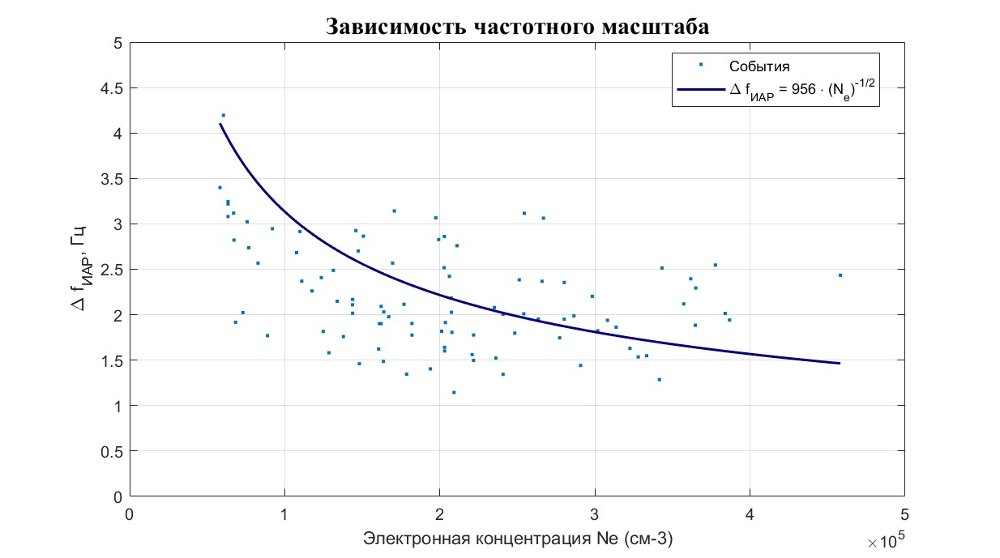 Зависимость частотного масштаба
События
Δ f_ИАР = 956 · (N_e)^-1/2
5
4.5
4
3.5
3
2.5
2
1.5
1
0.5
0
Δ f_ИАР, Гц
0 1 2 3 4 5
Электронная концентрация Ne (см-3)
×10^5